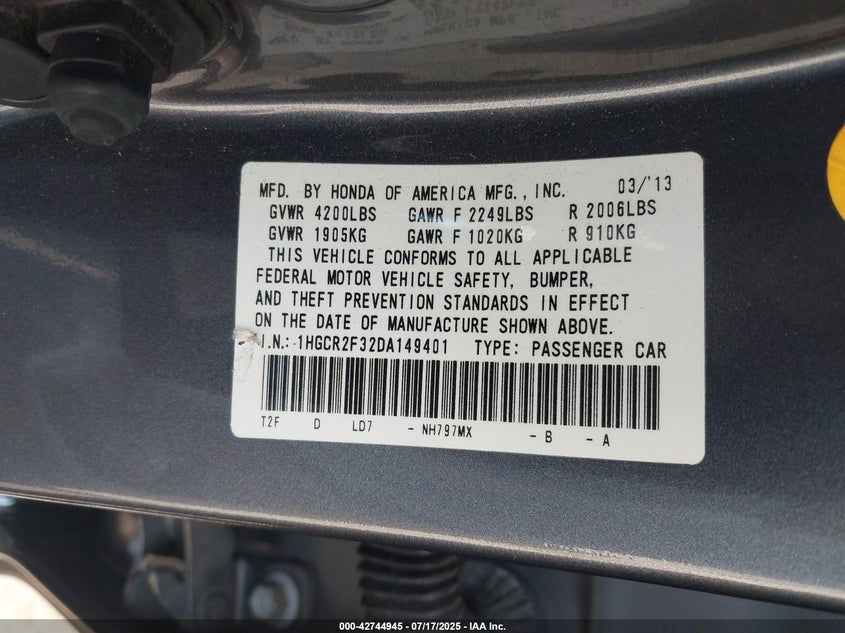 MFD. BY HONDA OF AMERICA MFG., INC. 03/'13
GVWR 4200LBS GAWR F 2249LBS R 2006LBS
GVWR 1905KG GAWR F 1020KG R 910KG
THIS VEHICLE CONFORMS TO ALL APPLICABLE
FEDERAL MOTOR VEHICLE SAFETY, BUMPER,
AND THEFT PREVENTION STANDARDS IN EFFECT
ON THE DATE OF MANUFACTURE SHOWN ABOVE.
.I.N.: 1HGCR2F32DA149401 TYPE: PASSENGER CAR
T2F D LD7 - NH797MX - B - A
000-42744945 - 07/17/2025 - IAA Inc.